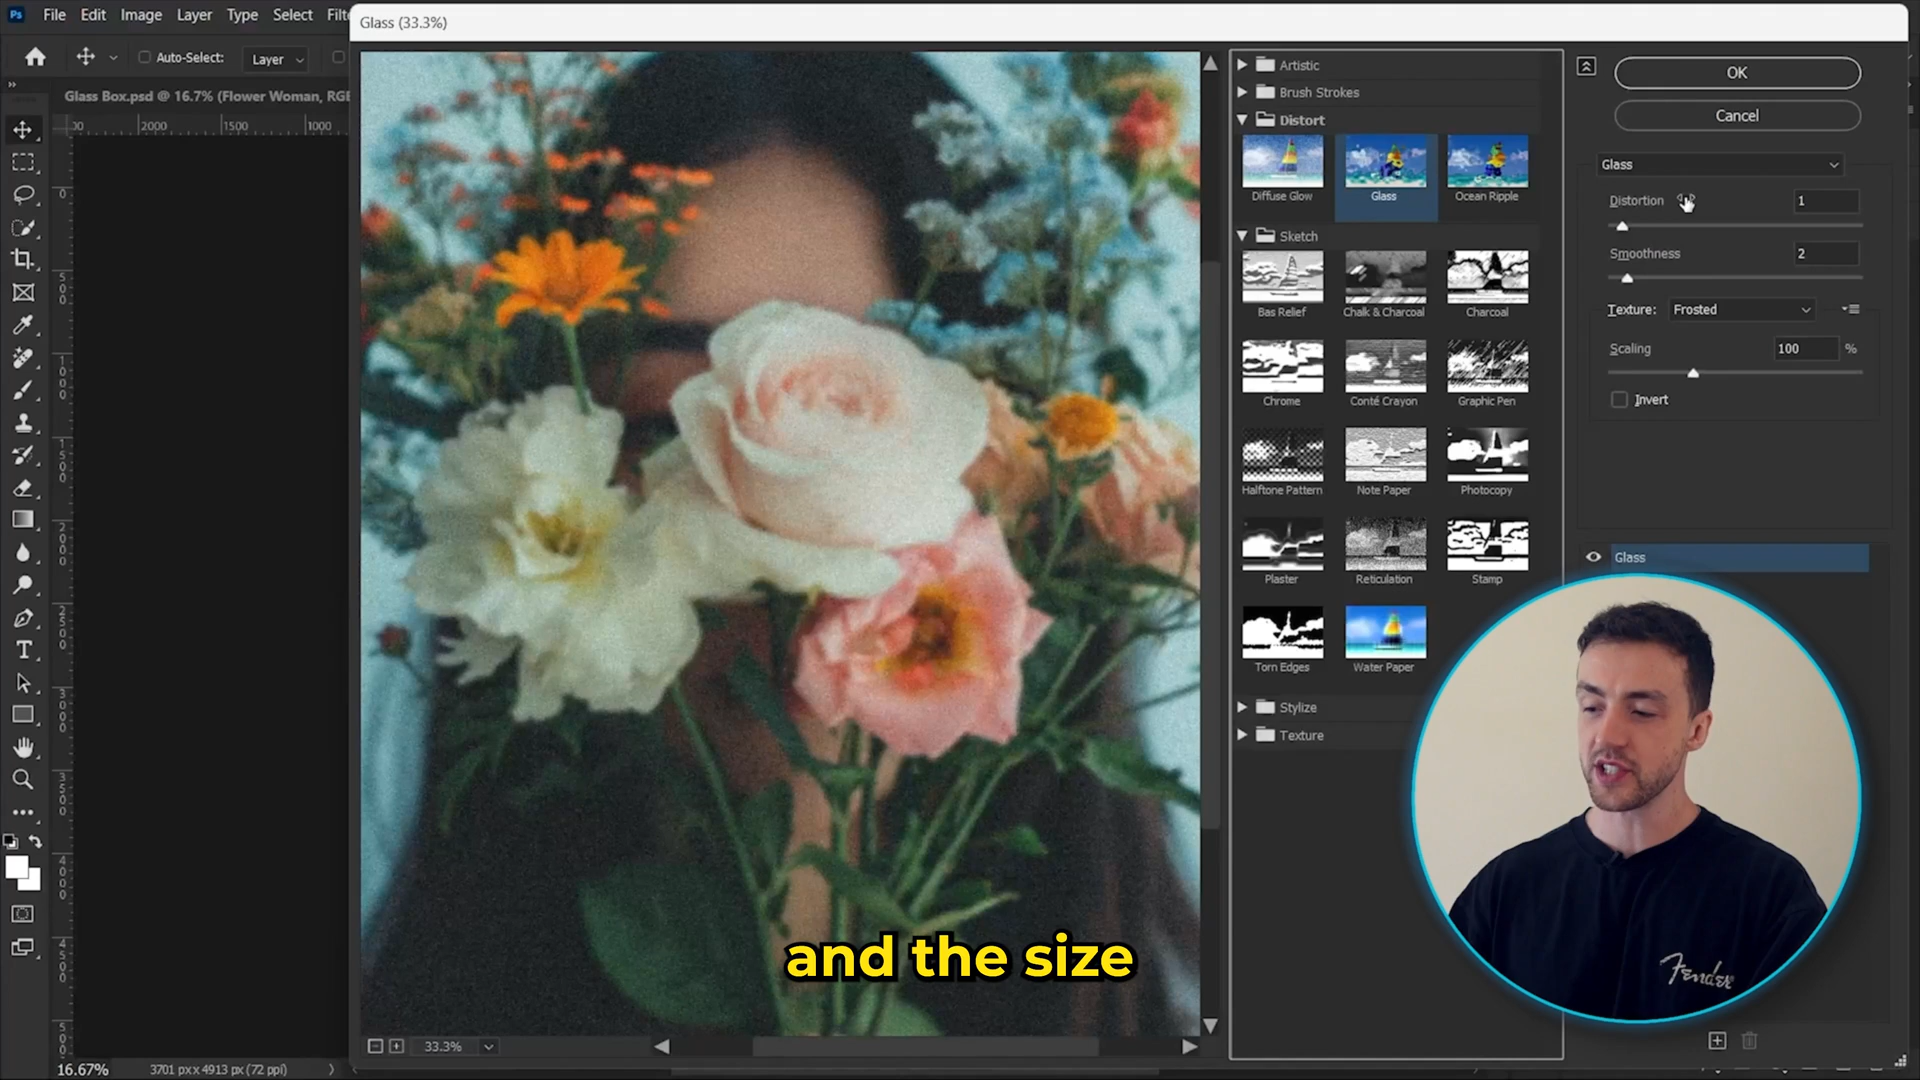 Ps File Edit Image Layer Type Select Filte
Glass (33.3%)
Auto-Select: Layer
Glass Box.psd @ 16.7% (Flower Woman, RGE
2000 1500 1000
Artistic
Brush Strokes
Distort
Diffuse Glow Glass Ocean Ripple
Sketch
Bas Relief Chalk & Charcoal Charcoal
Chrome Conté Crayon Graphic Pen
Halftone Pattern Note Paper Photocopy
Plaster Reticulation Stamp
Torn Edges Water Paper
Stylize
Texture
OK
Cancel
Glass
Distortion 1
Smoothness 2
Texture: Frosted
Scaling 100 %
Invert
Glass
Fender
and the size
33.3%
16.67% 3701 px x 4913 px (72 ppi)